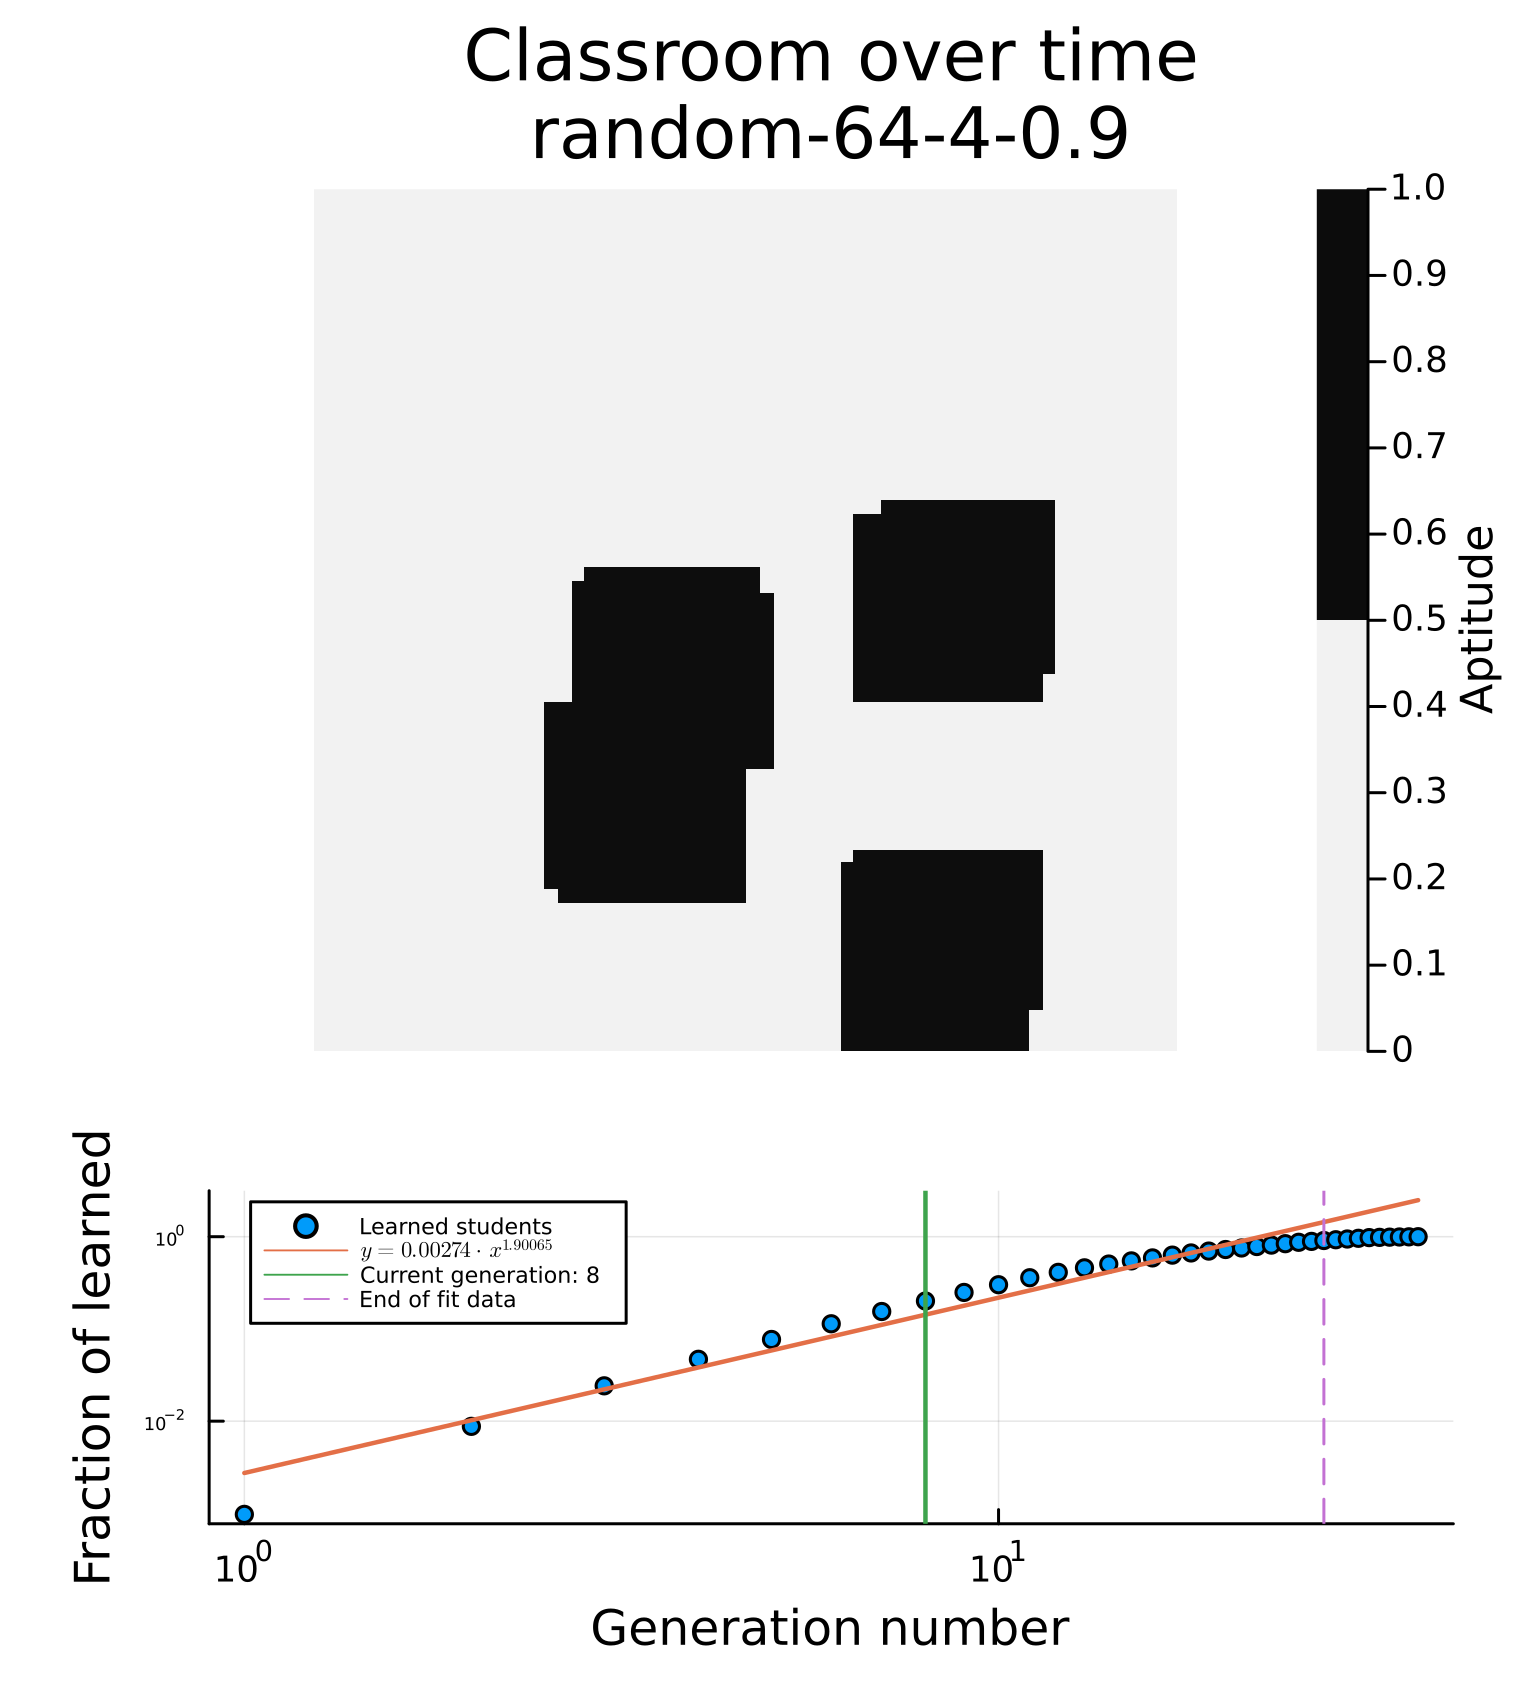 Classroom over time
random-64-4-0.9
1.0
0.9
0.8
0.7
0.6
0.5
0.4
0.3
0.2
0.1
0
Aptitude
Fraction of learned
10⁰
10⁻²
Learned students
y = 0.00274 · x^1.90065
Current generation: 8
End of fit data
10⁰
10¹
Generation number